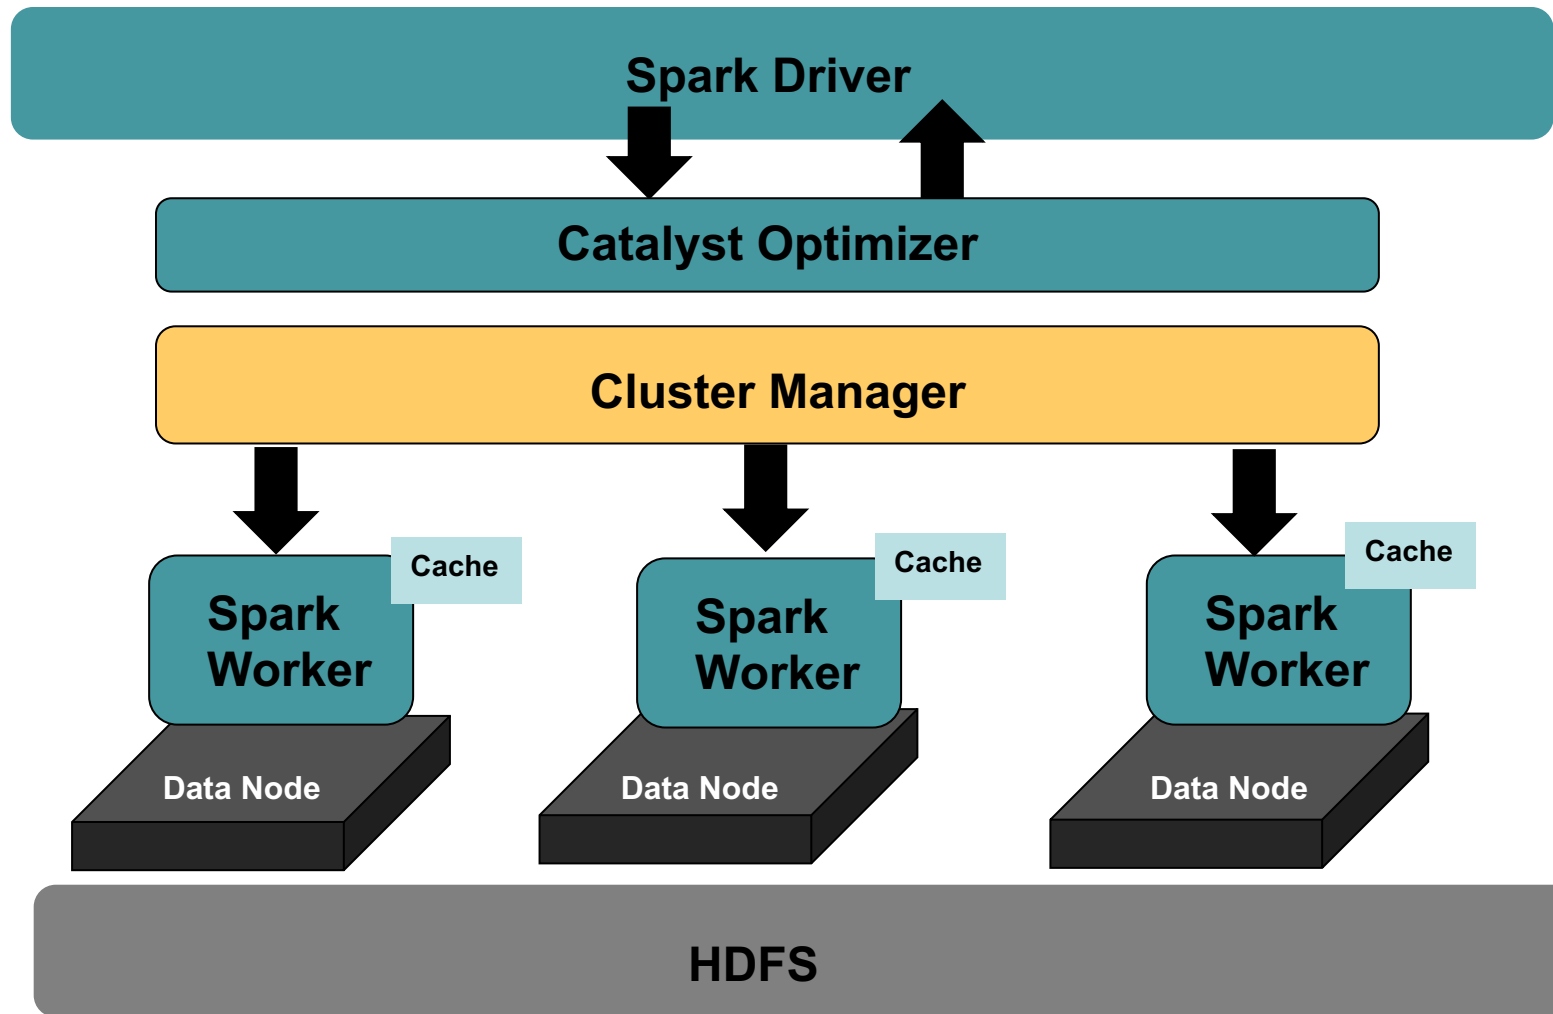 Spark Driver
Catalyst Optimizer
Cluster Manager
Cache
Spark
Worker
Data Node
Cache
Spark
Worker
Data Node
Cache
Spark
Worker
Data Node
HDFS